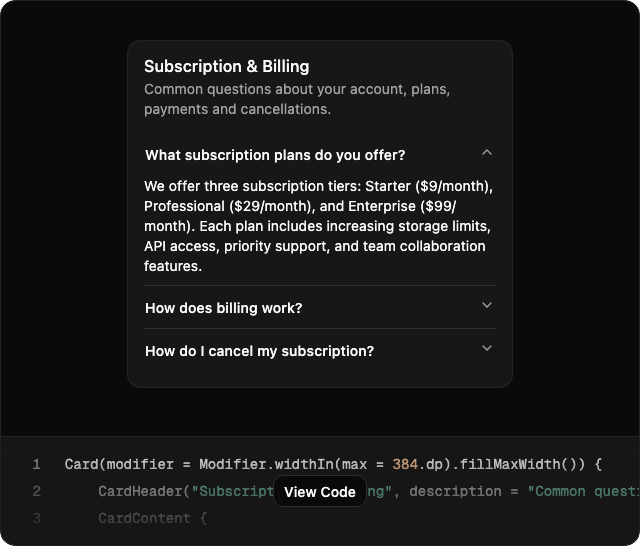 Subscription & Billing
Common questions about your account, plans,
payments and cancellations.
What subscription plans do you offer?
We offer three subscription tiers: Starter ($9/month),
Professional ($29/month), and Enterprise ($99/
month). Each plan includes increasing storage limits,
API access, priority support, and team collaboration
features.
How does billing work?
How do I cancel my subscription?
1 Card(modifier = Modifier.widthIn(max = 384.dp).fillMaxWidth()) {
2 CardHeader(", description = "Common
View Code
3 CardContent {